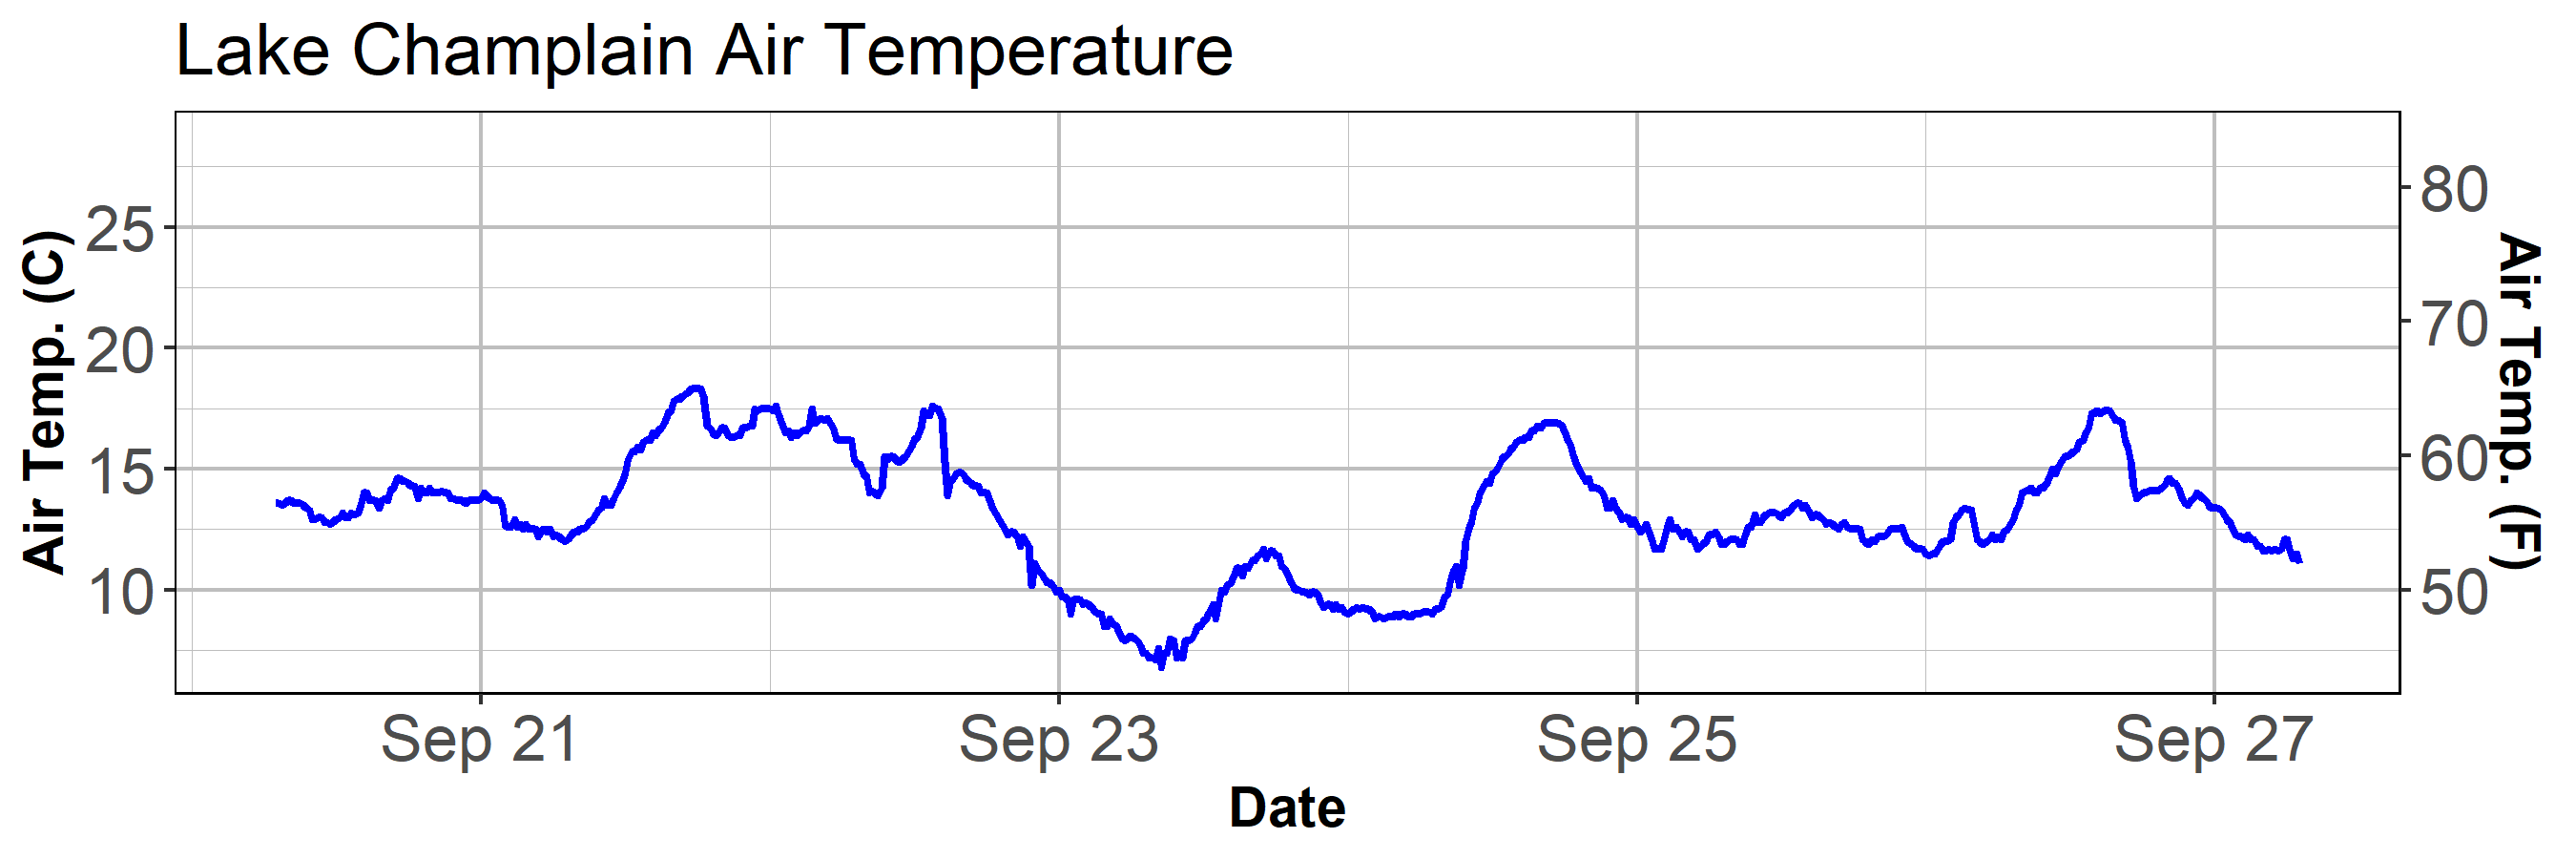 Lake Champlain Air Temperature
Air Temp. (C)
25
20
15
10
80
70
60
50
Air Temp. (F)
Sep 21
Sep 23
Sep 25
Sep 27
Date